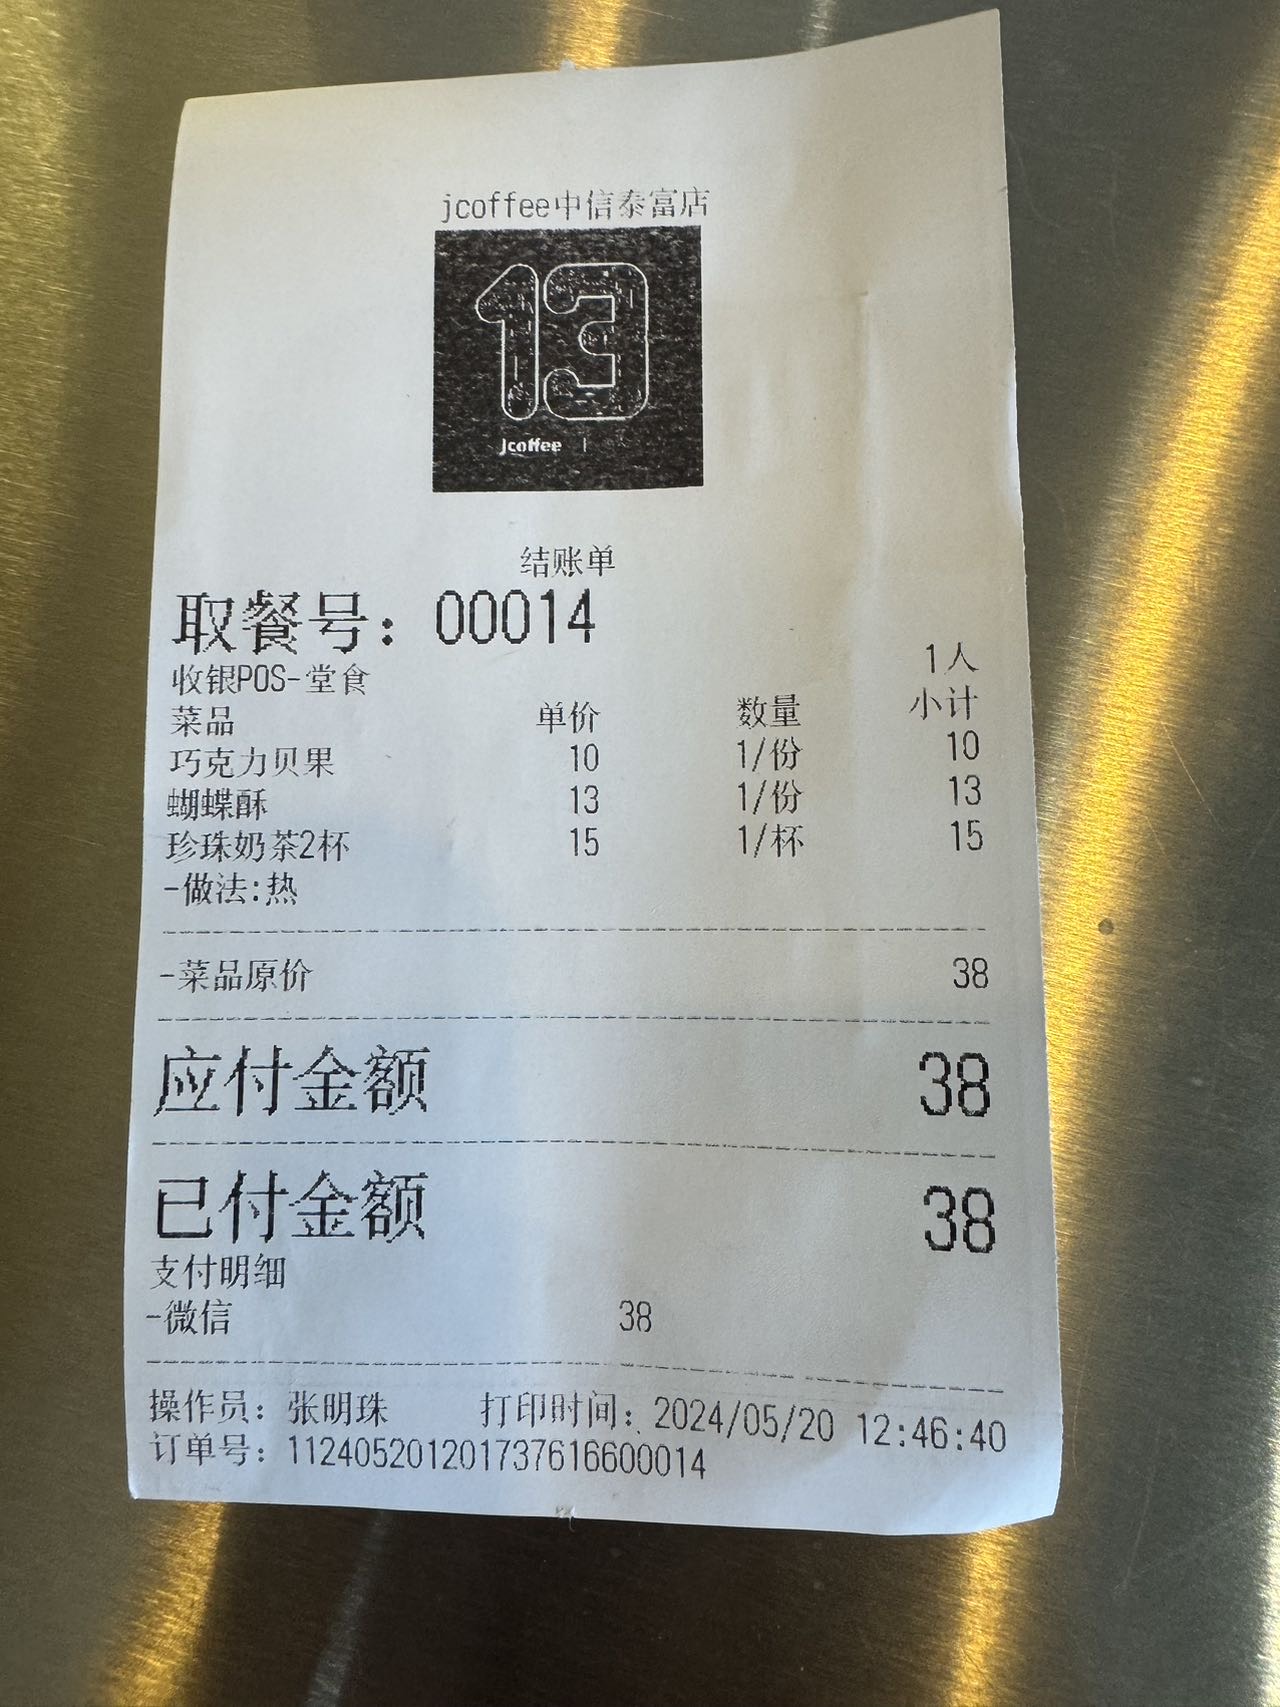 jcoffee中信泰富店
13
jcoffee
结账单
取餐号：00014
收银POS-堂食 1人
菜品 单价 数量 小计
巧克力贝果 10 1/份 10
蝴蝶酥 13 1/份 13
珍珠奶茶2杯 15 1/杯 15
-做法:热
-菜品原价 38
应付金额 38
已付金额 38
支付明细
-微信 38
操作员：张明珠 打印时间：2024/05/20 12:46:40
订单号：112405201201737616600014